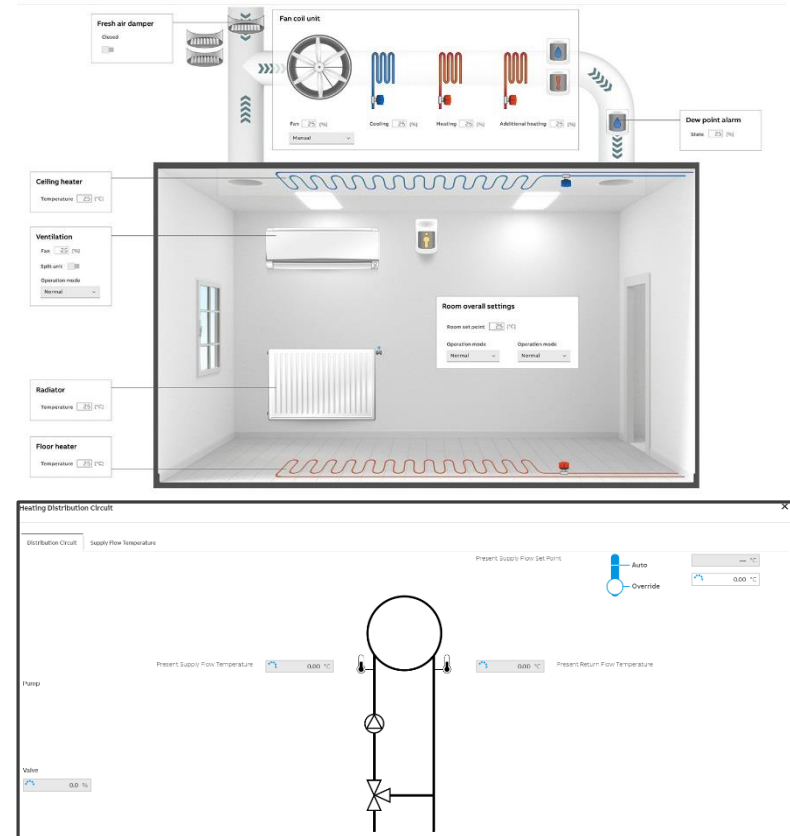 Fresh air damper
Closed
Fan coil unit
Fan 25 (%)
Cooling 25 (%)
Heating 25 (%)
Additional heating 25 (%)
Manual
Dew point alarm
State 25 (%)
Ceiling heater
Temperature 25 (°C)
Ventilation
Fan 25 (%)
Split unit
Operation mode
Normal
Room overall settings
Room set point 25 (°C)
Operation mode Operation mode
Normal Normal
Radiator
Temperature 25 (°C)
Floor heater
Temperature 25 (°C)
Heating Distribution Circuit
Distribution Circuit Supply Flow Temperature
Present Supply Flow Set Point
Auto
--- °C
Override
0.00 °C
Present Supply Flow Temperature 0.00 °C
0.00 °C Present Return Flow Temperature
Pump
Valve
0.0 %